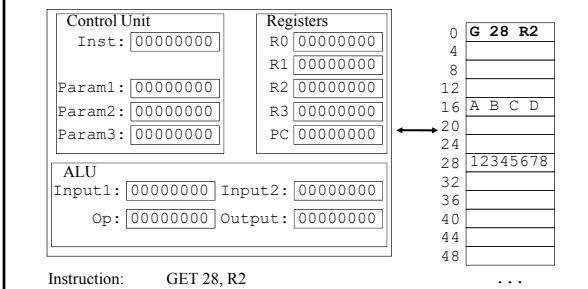 Control Unit
Inst: 00000000
Param1: 00000000
Param2: 00000000
Param3: 00000000
Registers
R0 00000000
R1 00000000
R2 00000000
R3 00000000
PC 00000000
ALU
Input1: 00000000 Input2: 00000000
Op: 00000000 Output: 00000000
0 G 28 R2
4
8
12
16 A B C D
20
24
28 12345678
32
36
40
44
48
. . .
Instruction: GET 28, R2